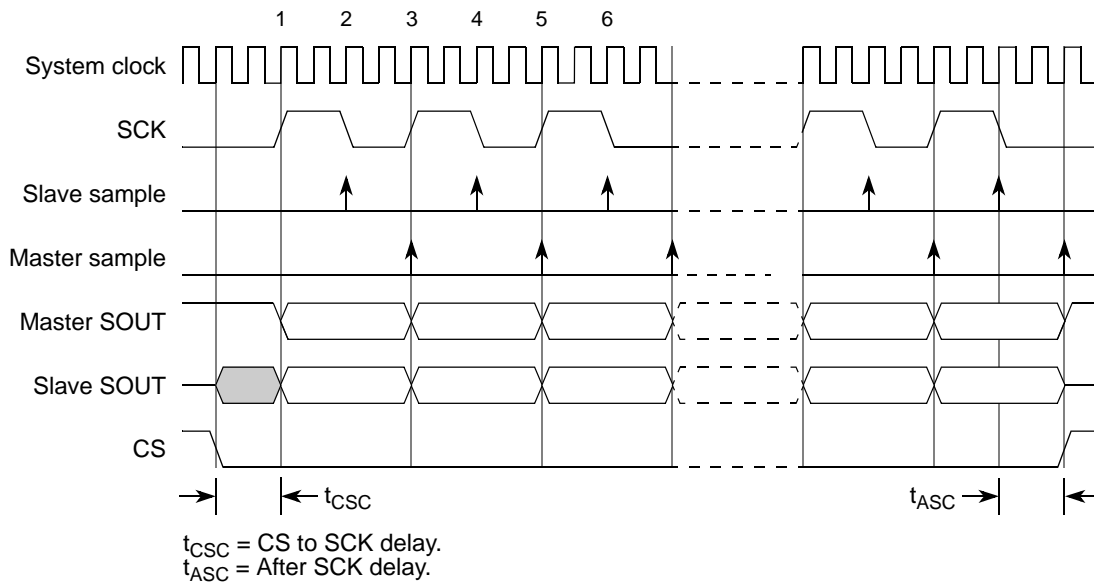 1 2 3 4 5 6
System clock
SCK
Slave sample
Master sample
Master SOUT
Slave SOUT
CS
tCSC tASC
tCSC = CS to SCK delay.
tASC = After SCK delay.